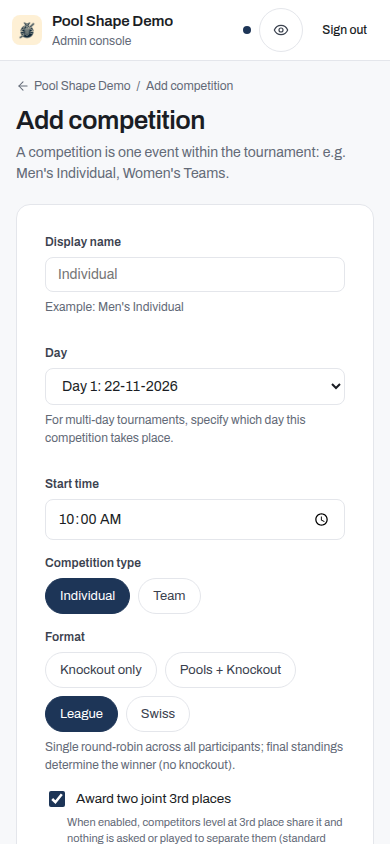 Pool Shape Demo
Admin console
Sign out
Pool Shape Demo / Add competition
Add competition
A competition is one event within the tournament: e.g.
Men's Individual, Women's Teams.
Display name
Individual
Example: Men's Individual
Day
Day 1: 22-11-2026
For multi-day tournaments, specify which day this
competition takes place.
Start time
10:00 AM
Competition type
Individual
Team
Format
Knockout only
Pools + Knockout
League
Swiss
Single round-robin across all participants; final standings
determine the winner (no knockout).
Award two joint 3rd places
When enabled, competitors level at 3rd place share it and
nothing is asked or played to separate them (standard